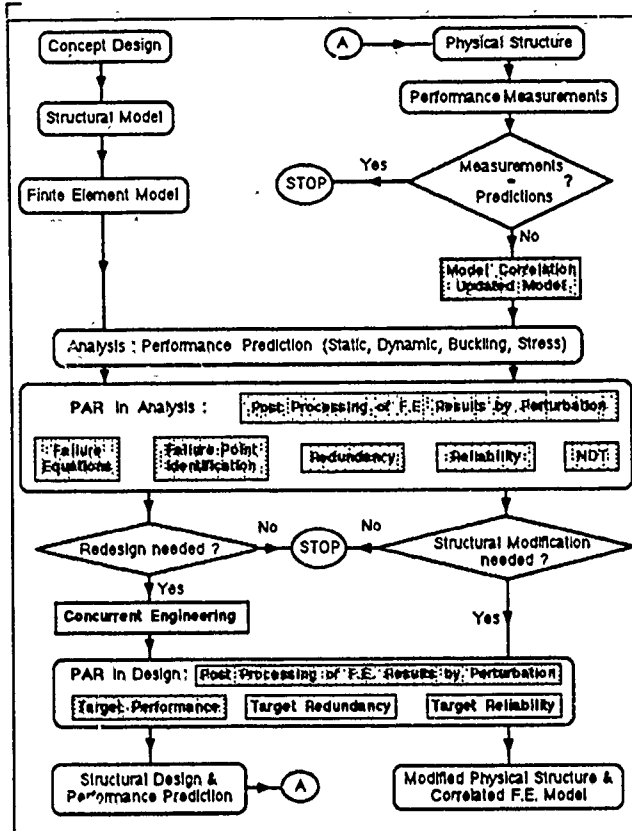 Concept Design
A
Physical Structure
Structural Model
Performance Measurements
Finite Element Model
STOP
Yes
Measurements
=
Predictions
?
No
Model Correlation
Updated Model
Analysis : Performance Prediction (Static, Dynamic, Buckling, Stress)
PAR in Analysis :
Post Processing of F.E. Results by Perturbation
Failure
Equations
Failure Point
Identification
Redundancy
Reliability
NDT
Redesign needed ?
No
STOP
No
Structural Modification
needed ?
Yes
Concurrent Engineering
Yes
PAR in Design:
Post Processing of F.E. Results by Perturbation
Target Performance
Target Redundancy
Target Reliability
Structural Design &
Performance Prediction
A
Modified Physical Structure &
Correlated F.E. Model